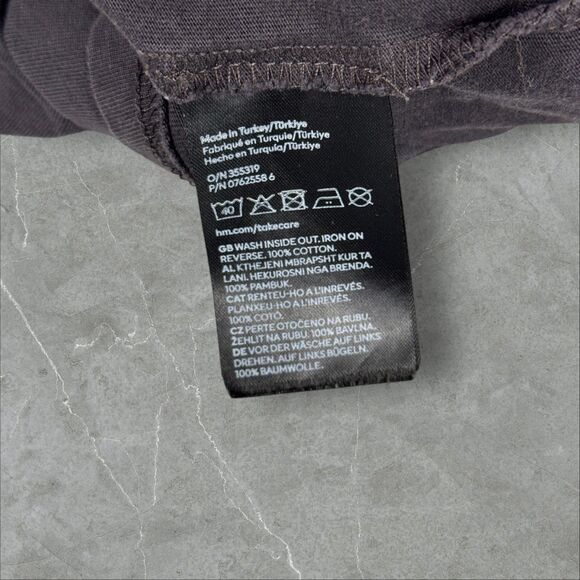 Made in Turkey/Türkiye
Fabriqué en Turquie/Türkiye
Hecho en Turquía/Türkiye
O/N 355319
P/N 0762558 6
40
hm.com/takecare
GB WASH INSIDE OUT. IRON ON
REVERSE. 100% COTTON.
AL KTHEJENI MBRAPSHT KUR TA
LANI. HEKUROSNI NGA BRENDA.
100% PAMBUK.
CAT RENTEU-HO A L'INREVÉS.
PLANXEU-HO A L'INREVÉS.
100% COTÓ.
CZ PERTE OTOČENO NA RUBU.
ŽEHLIT NA RUBU. 100% BAVLNA.
DE VOR DER WÄSCHE AUF LINKS
DREHEN. AUF LINKS BÜGELN.
100% BAUMWOLLE.